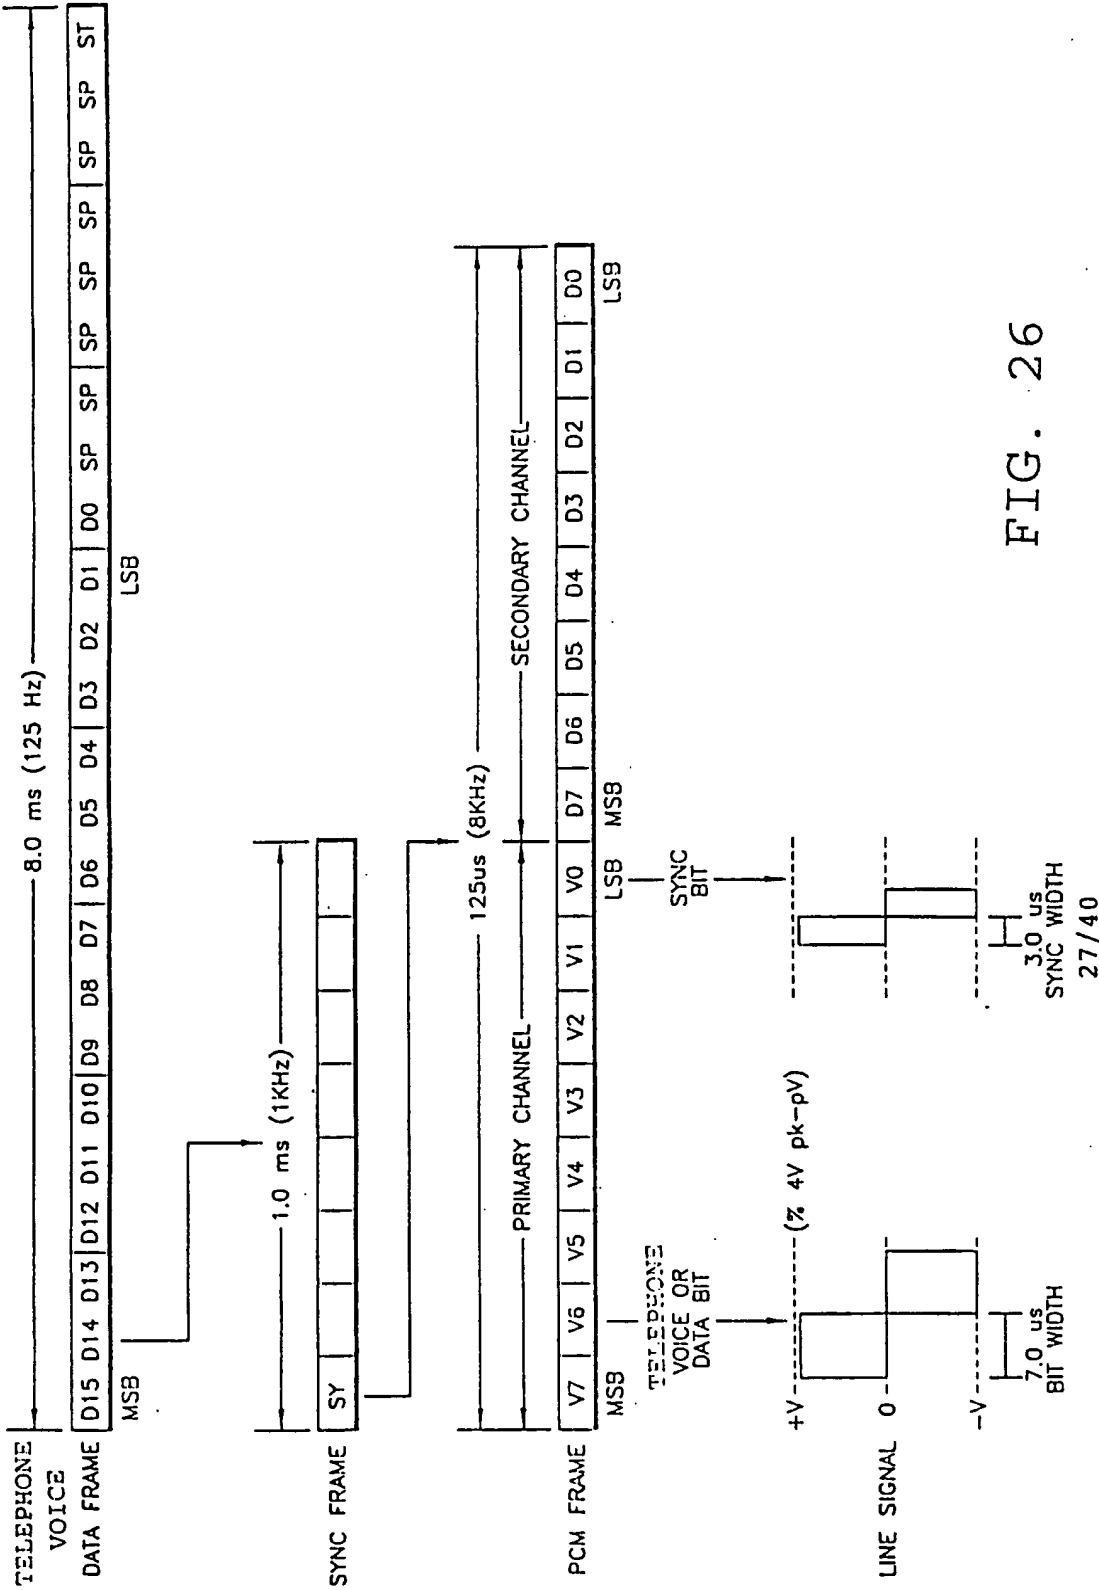 TELEPHONE
VOICE
8.0 ms (125 Hz)
DATA FRAME D15 D14 D13 D12 D11 D10 D9 D8 D7 D6 D5 D4 D3 D2 D1 D0 SP SP SP SP SP SP SP ST
MSB LSB
1.0 ms (1KHz)
SYNC FRAME SY
125us (8KHz)
PRIMARY CHANNEL SECONDARY CHANNEL
PCM FRAME V7 V6 V5 V4 V3 V2 V1 V0 D7 D6 D5 D4 D3 D2 D1 D0
MSB LSB MSB LSB
TELEPHONE
VOICE OR
DATA BIT
SYNC
BIT
+V (% 4V pk-pV)
LINE SIGNAL 0
-V
7.0 us
BIT WIDTH
3.0 us
SYNC WIDTH
27/40
FIG. 26